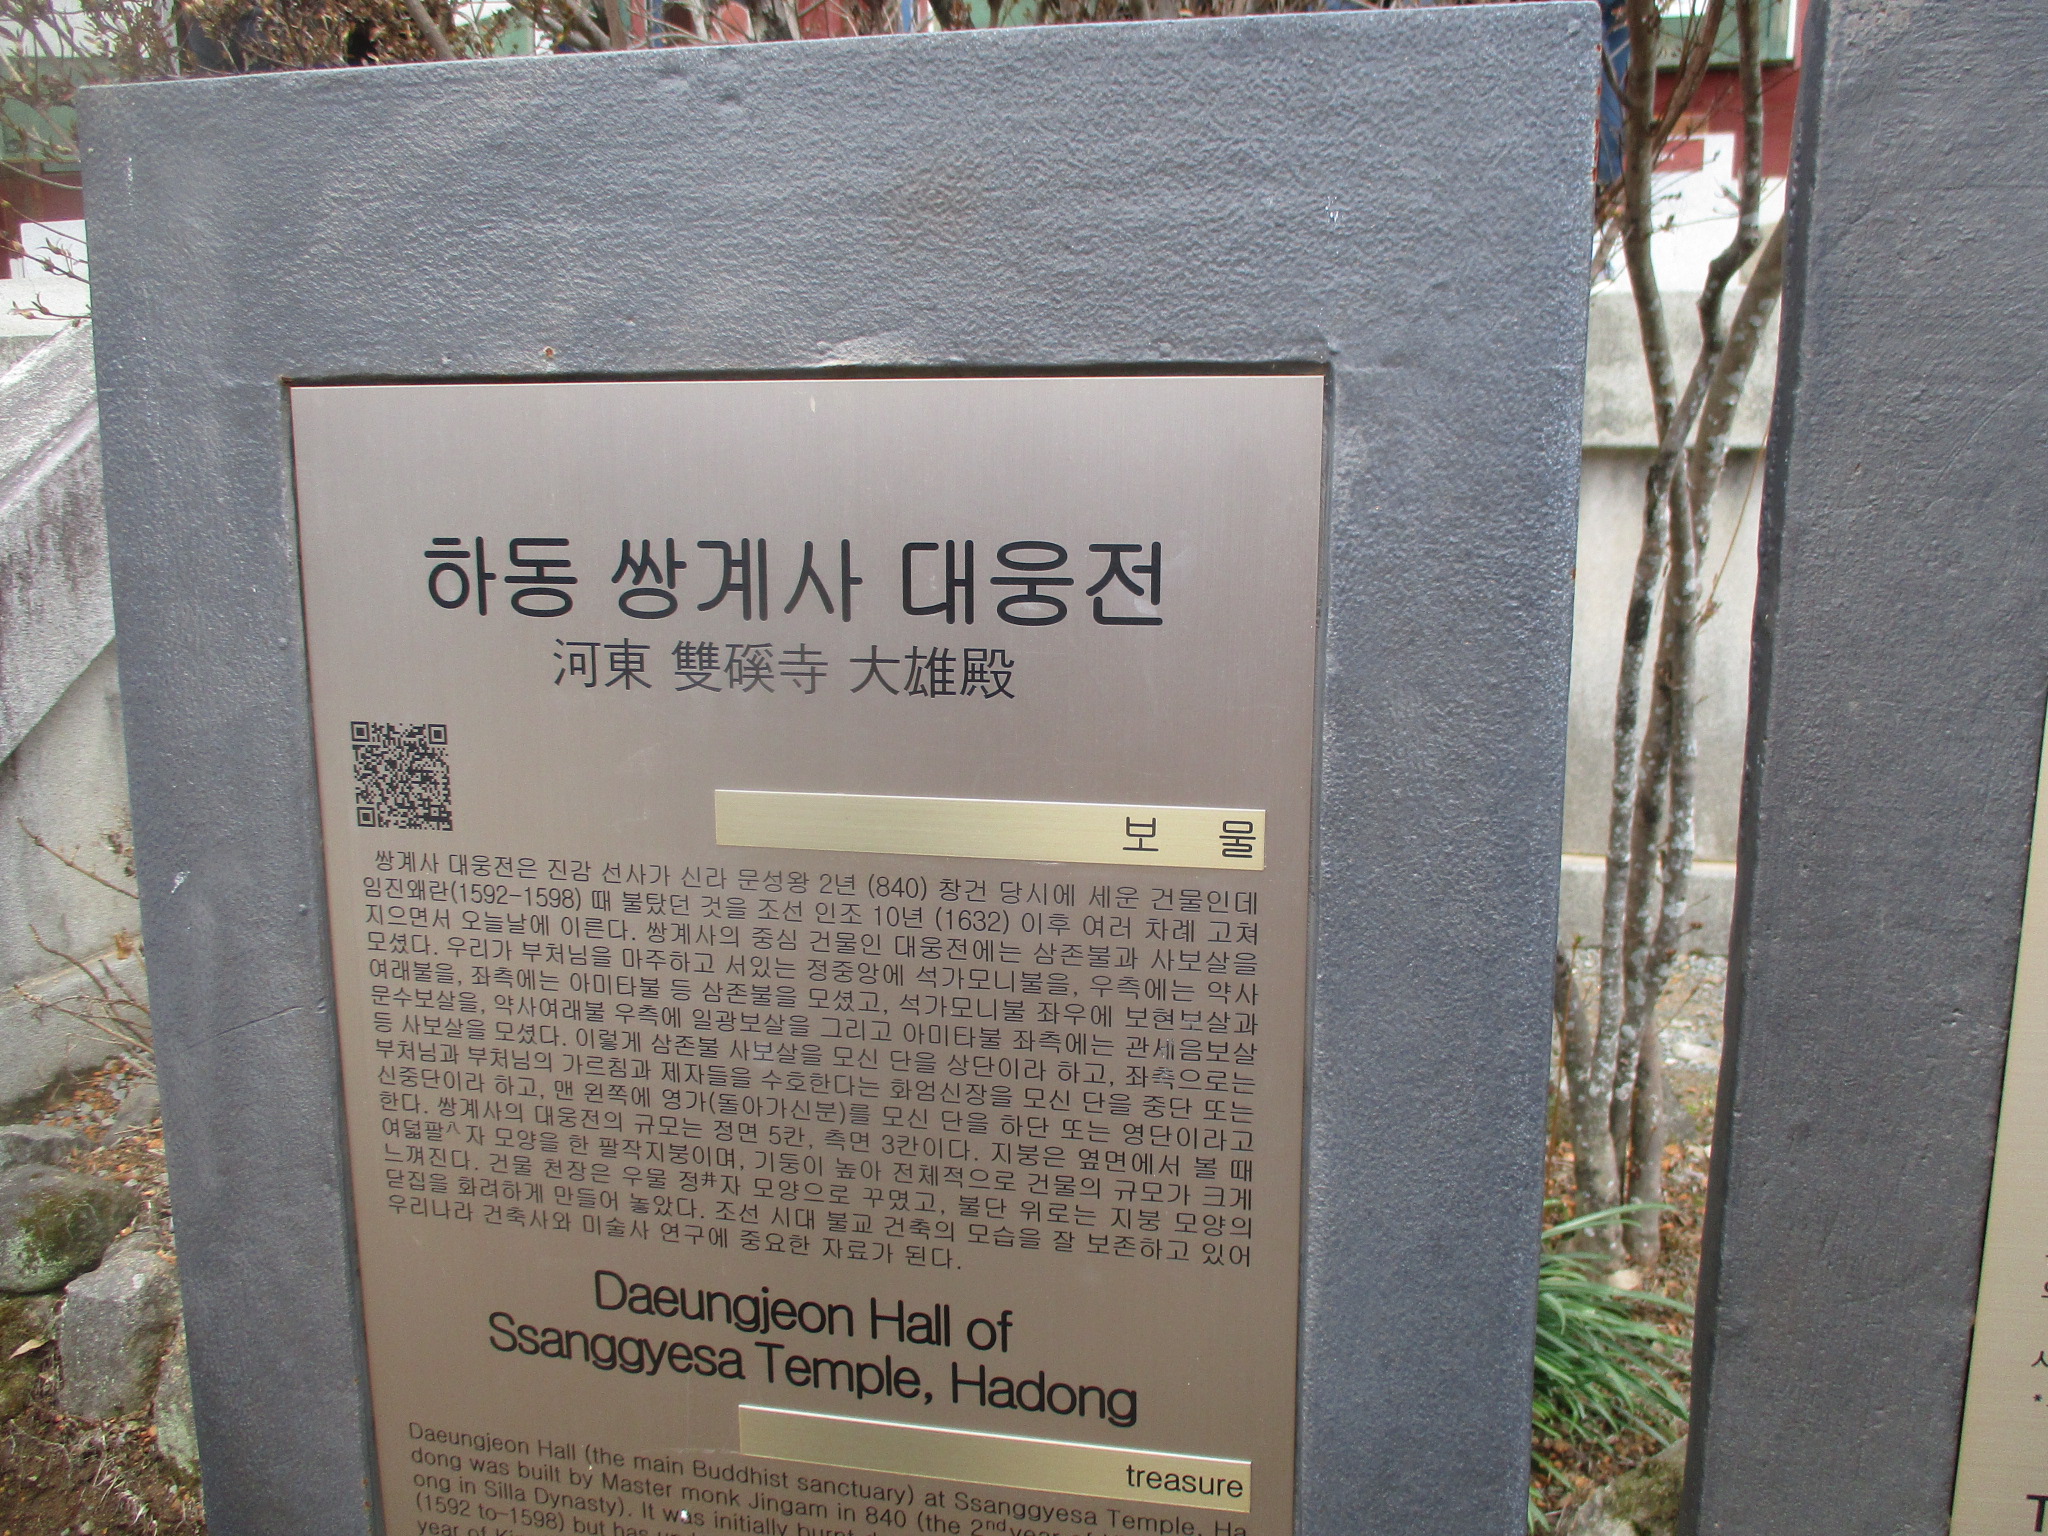 하동 쌍계사 대웅전
河東 雙磎寺 大雄殿
보 물
쌍계사 대웅전은 진감 선사가 신라 문성왕 2년 (840) 창건 당시에 세운 건물인데
임진왜란(1592-1598) 때 불탔던 것을 조선 인조 10년 (1632) 이후 여러 차례 고쳐
지으면서 오늘날에 이른다. 쌍계사의 중심 건물인 대웅전에는 삼존불과 사보살을
모셨다. 우리가 부처님을 마주하고 서있는 정중앙에 석가모니불을, 우측에는 약사
여래불을, 좌측에는 아미타불 등 삼존불을 모셨고, 석가모니불 좌우에 보현보살과
문수보살을, 약사여래불 우측에 일광보살을 그리고 아미타불 좌측에는 관세음보살
등 사보살을 모셨다. 이렇게 삼존불 사보살을 모신 단을 상단이라 하고, 좌측으로는
부처님과 부처님의 가르침과 제자들을 수호한다는 화엄신장을 모신 단을 중단 또는
신중단이라 하고, 맨 왼쪽에 영가(돌아가신분)를 모신 단을 하단 또는 영단이라고
한다. 쌍계사의 대웅전의 규모는 정면 5칸, 측면 3칸이다. 지붕은 옆면에서 볼 때
여덟팔八자 모양을 한 팔작지붕이며, 기둥이 높아 전체적으로 건물의 규모가 크게
느껴진다. 건물 천장은 우물 정井자 모양으로 꾸몄고, 불단 위로는 지붕 모양의
닫집을 화려하게 만들어 놓았다. 조선 시대 불교 건축의 모습을 잘 보존하고 있어
우리나라 건축사와 미술사 연구에 중요한 자료가 된다.
Daeungjeon Hall of
Ssanggyesa Temple, Hadong
treasure
Daeungjeon Hall (the main Buddhist sanctuary) at Ssanggyesa Temple, Ha
dong was built by Master monk Jingam in 840 (the 2nd year of
ong in Silla Dynasty). It was initially burnt
(1592 to-1598) but has
year of